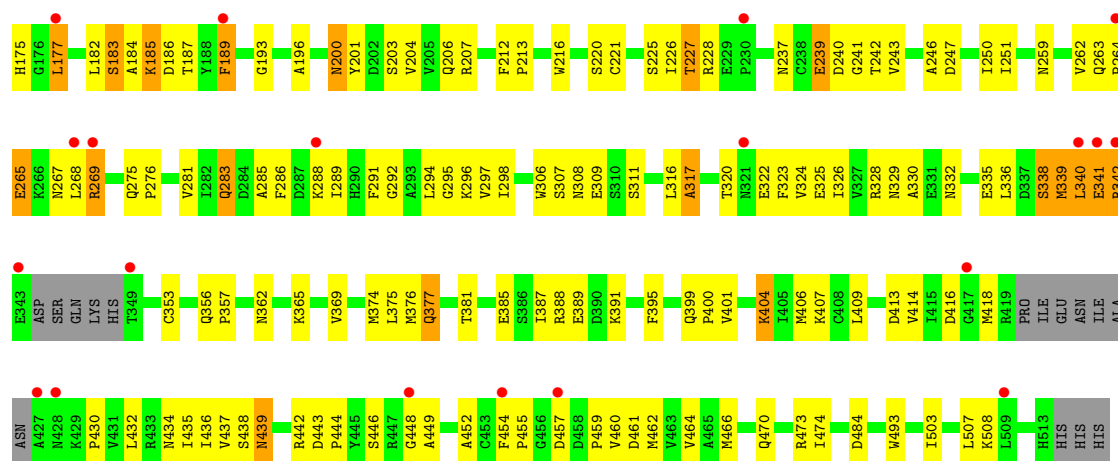 H175 G176 L177 L182 S183 A184 K185 D186 T187 Y188 F189 G193 A196 N200 Y201 D202 S203 V204 V205 Q206 R207 F212 P213 W216 S220 C221 S225 I226 T227 R228 E229 P230 N237 C238 E239 D240 G241 T242 V243 A246 D247 I250 I251 N259 V262 Q263
E265 K266 N267 L268 R269 Q275 P276 V281 I282 Q283 D284 A285 F286 D287 K288 I289 H290 F291 G292 A293 L294 G295 K296 V297 I298 W306 S307 N308 E309 S310 S311 L316 A317 T320 N321 E322 F323 V324 E325 I326 V327 R328 N329 A330 E331 N332 E335 L336 D337 S338 M339 L340 E341
E343 ASP SER GLN LYS HIS T349 C353 Q356 P357 N362 K365 V369 M374 L375 M376 Q377 T381 E385 S386 I387 R388 E389 D390 K391 F395 Q399 P400 V401 K404 I405 M406 K407 C408 L409 D413 V414 I415 D416 G417 M418 R419 PRO ILE GLU ASN ILE ALA
ASN A427 N428 K429 P430 V431 L432 R433 N434 I435 I436 V437 S438 N439 R442 D443 P444 Y445 S446 R447 G448 A449 A452 C453 F454 P455 G456 D457 D458 P459 V460 D461 M462 V463 V464 A465 M466 Q470 R473 I474 D484 W493 I503 L507 K508 L509 H513 HIS HIS HIS